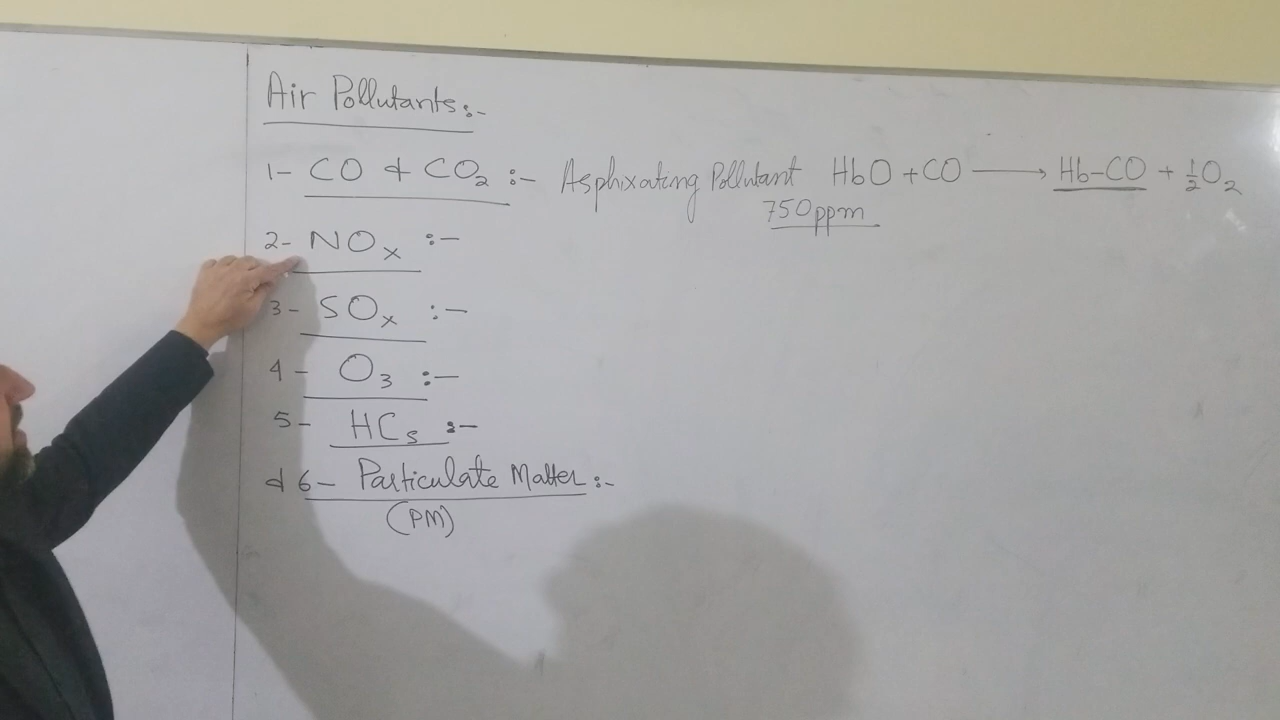 Air Pollutants:-
1- CO & CO₂ :- Asphixating Pollutant HbO + CO ⟶ Hb-CO + ½O₂
750ppm
2- NOₓ :-
3- SOₓ :-
4- O₃ :-
5- HCs :-
& 6- Particulate Matter :-
(PM)